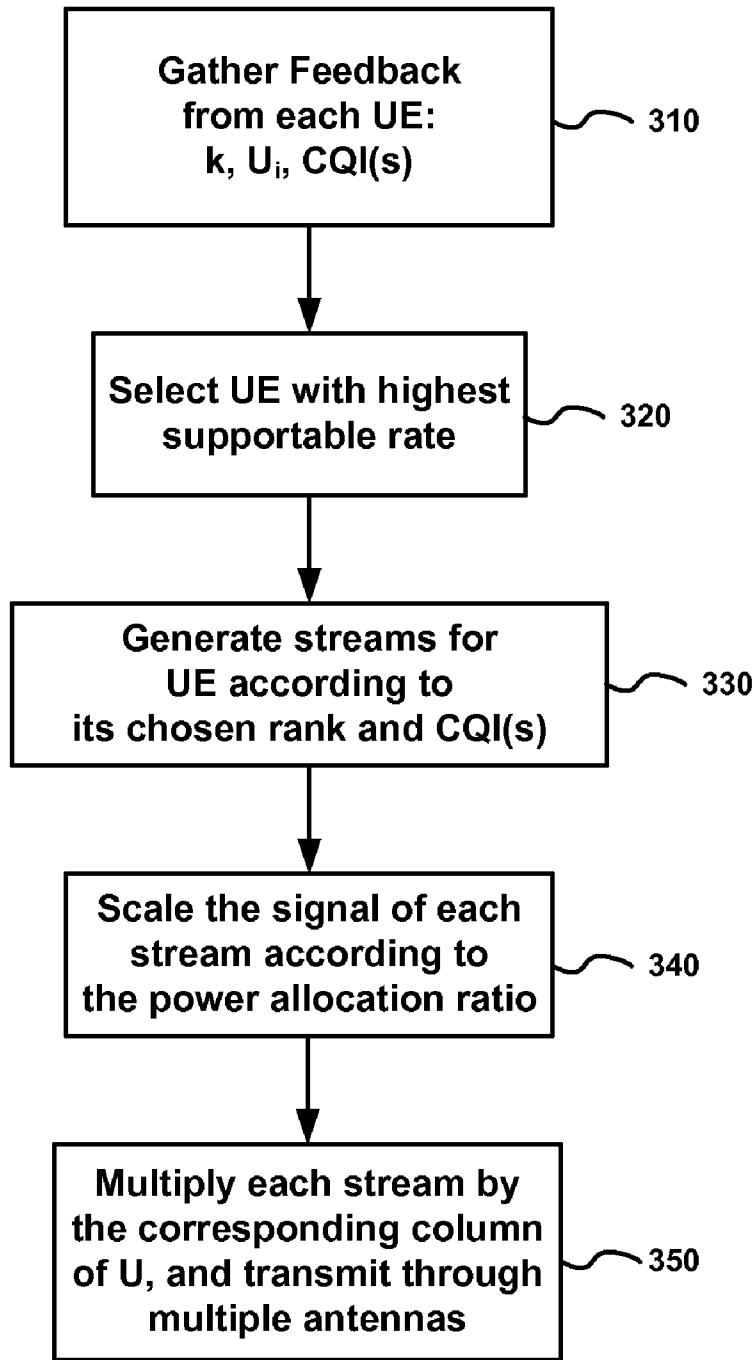 Gather Feedback
from each UE:
k, Uᵢ, CQI(s)
310
Select UE with highest
supportable rate
320
Generate streams for
UE according to
its chosen rank and CQI(s)
330
Scale the signal of each
stream according to
the power allocation ratio
340
Multiply each stream by
the corresponding column
of U, and transmit through
multiple antennas
350